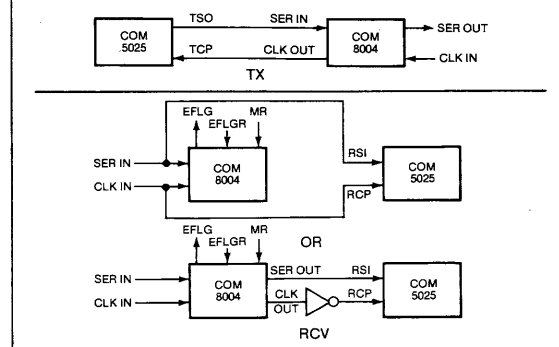 TSO SER IN SER OUT
COM 5025
COM 8004
TCP CLK OUT CLK IN
TX
EFLG MR
EFLGR
SER IN
COM 8004
RSI
COM 5025
CLK IN
RCP
EFLG OR
EFLGR MR
SER IN
COM 8004
SER OUT RSI
COM 5025
CLK IN
CLK OUT
RCP
RCV